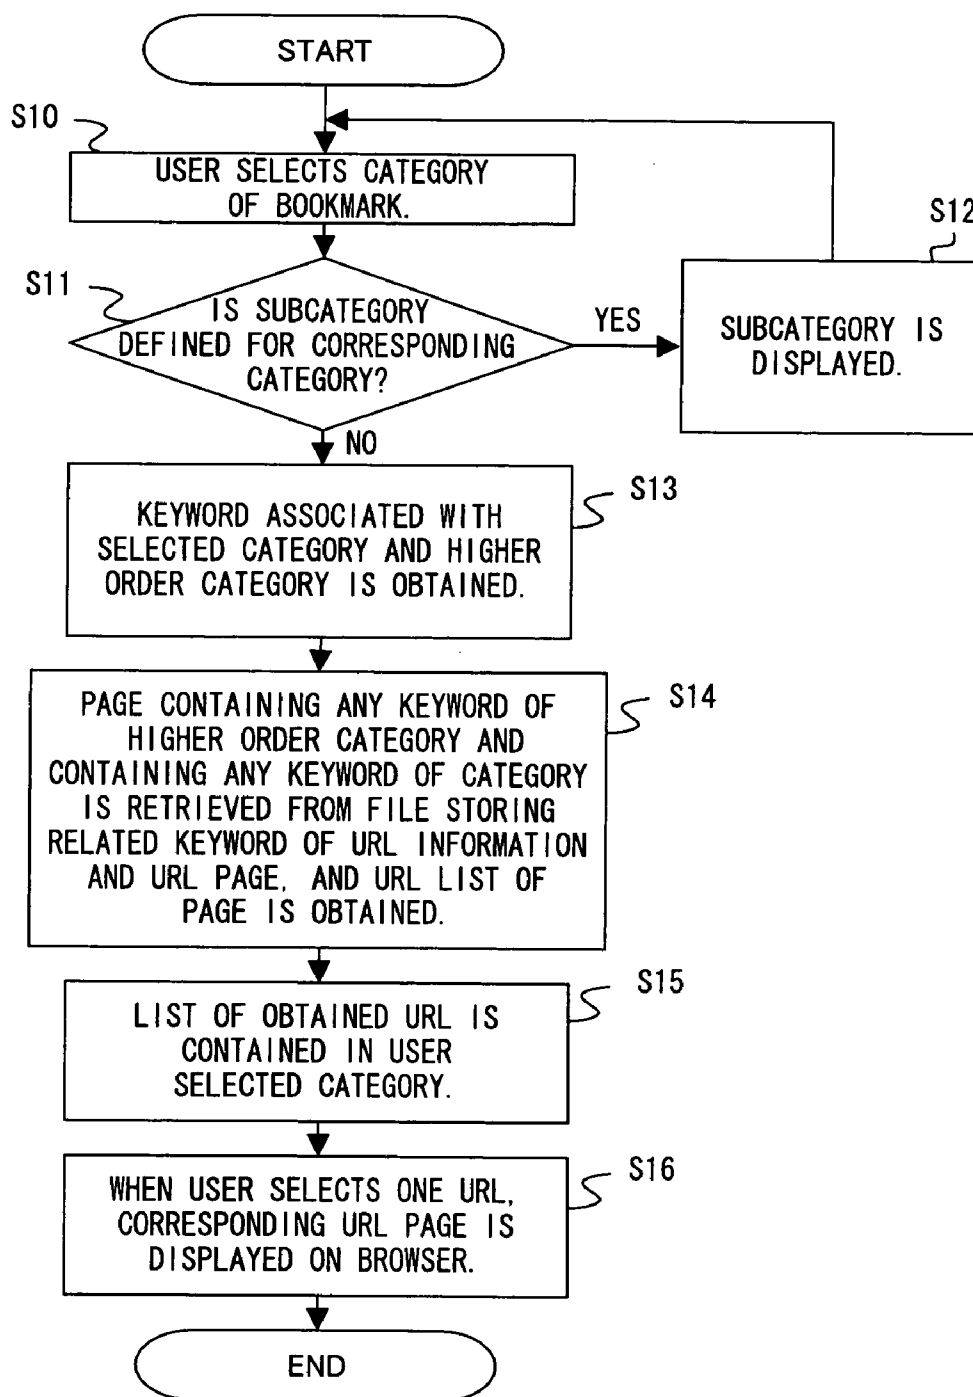 START
S10
USER SELECTS CATEGORY
OF BOOKMARK.
S11
IS SUBCATEGORY
DEFINED FOR CORRESPONDING
CATEGORY?
YES
S12
SUBCATEGORY IS
DISPLAYED.
NO
S13
KEYWORD ASSOCIATED WITH
SELECTED CATEGORY AND HIGHER
ORDER CATEGORY IS OBTAINED.
S14
PAGE CONTAINING ANY KEYWORD OF
HIGHER ORDER CATEGORY AND
CONTAINING ANY KEYWORD OF CATEGORY
IS RETRIEVED FROM FILE STORING
RELATED KEYWORD OF URL INFORMATION
AND URL PAGE, AND URL LIST OF
PAGE IS OBTAINED.
S15
LIST OF OBTAINED URL IS
CONTAINED IN USER
SELECTED CATEGORY.
S16
WHEN USER SELECTS ONE URL,
CORRESPONDING URL PAGE IS
DISPLAYED ON BROWSER.
END